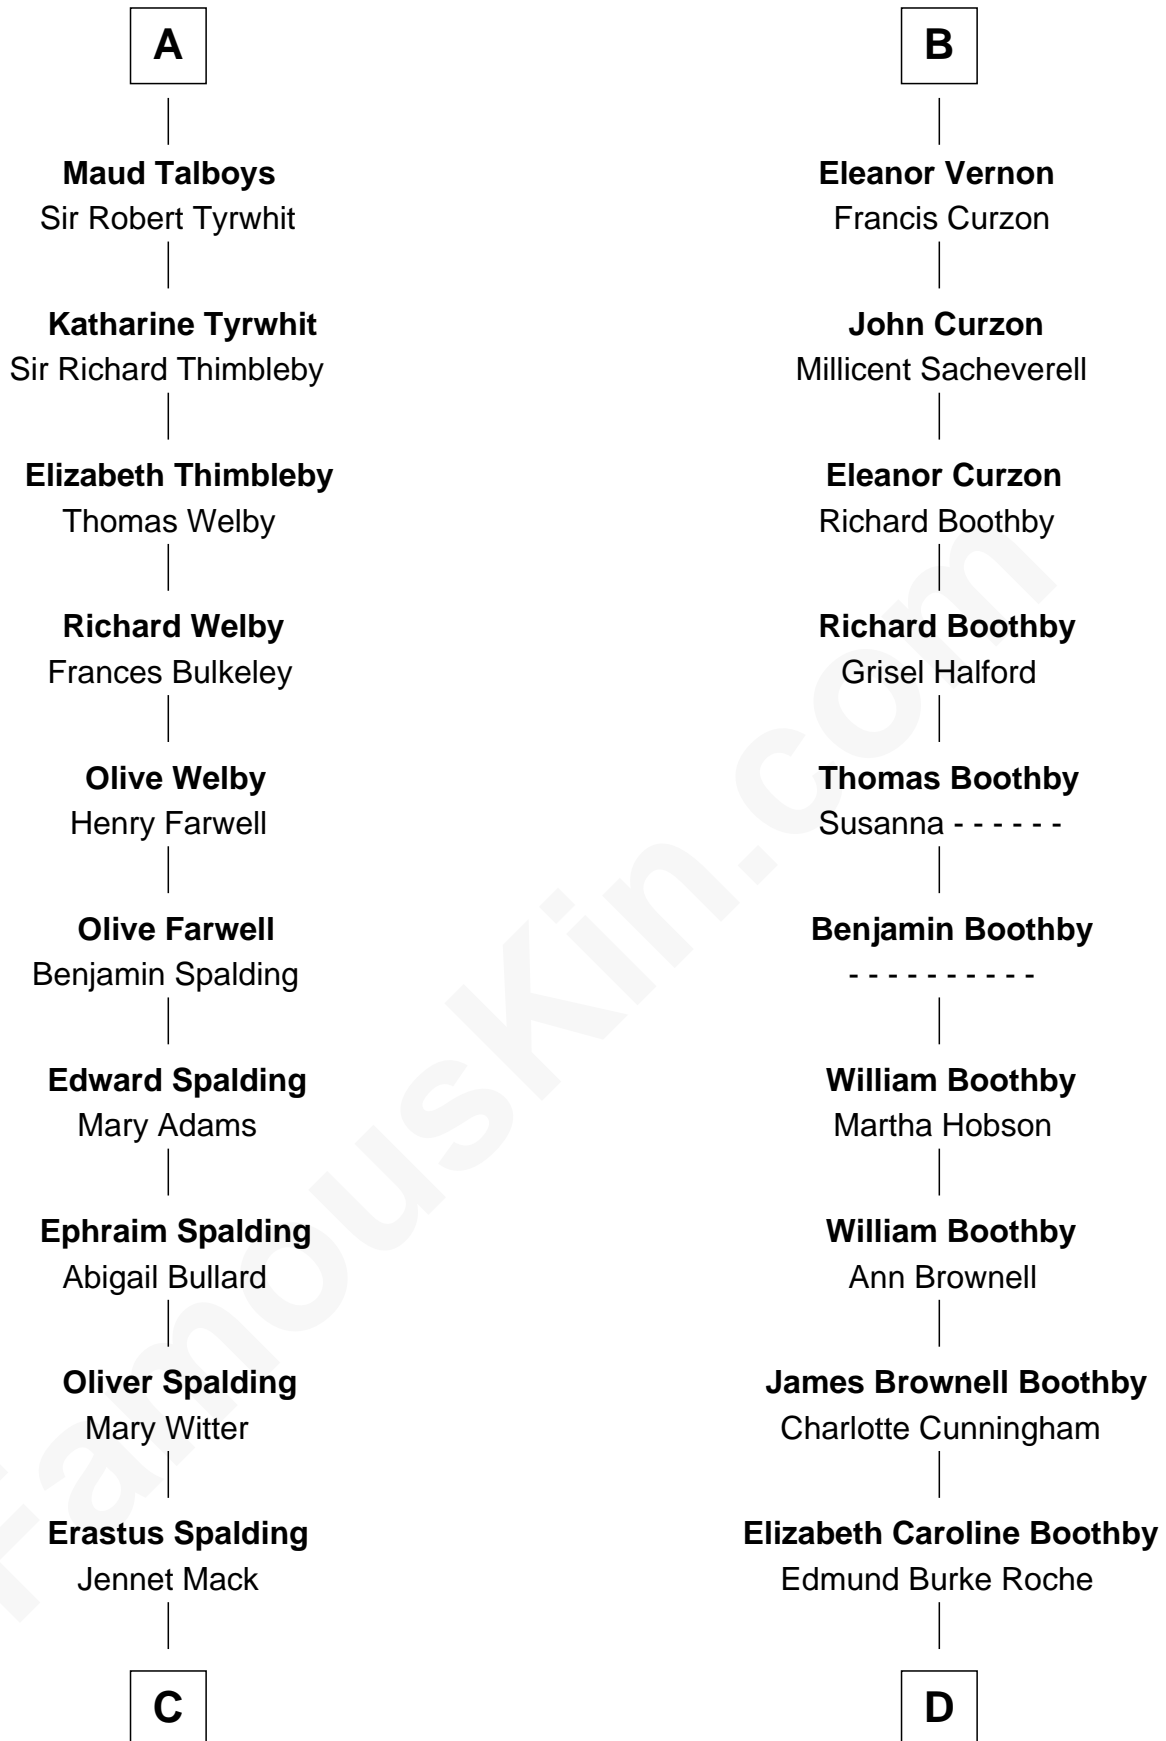 A
Maud Talboys
Sir Robert Tyrwhit
Katharine Tyrwhit
Sir Richard Thimbleby
Elizabeth Thimbleby
Thomas Welby
Richard Welby
Frances Bulkeley
Olive Welby
Henry Farwell
Olive Farwell
Benjamin Spalding
Edward Spalding
Mary Adams
Ephraim Spalding
Abigail Bullard
Oliver Spalding
Mary Witter
Erastus Spalding
Jennet Mack
C
B
Eleanor Vernon
Francis Curzon
John Curzon
Millicent Sacheverell
Eleanor Curzon
Richard Boothby
Richard Boothby
Grisel Halford
Thomas Boothby
Susanna - - - - - -
Benjamin Boothby
- - - - - - - - - -
William Boothby
Martha Hobson
William Boothby
Ann Brownell
James Brownell Boothby
Charlotte Cunningham
Elizabeth Caroline Boothby
Edmund Burke Roche
D
FamousKin.com